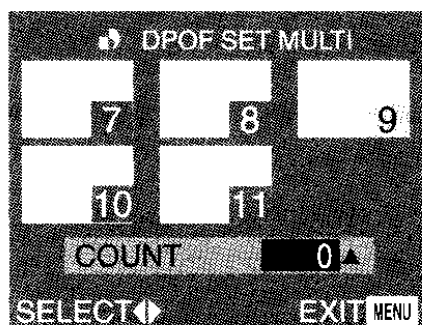 DPOF SET MULTI
7 8 9
10 11
COUNT 0▲
SELECT◀▶ EXIT MENU